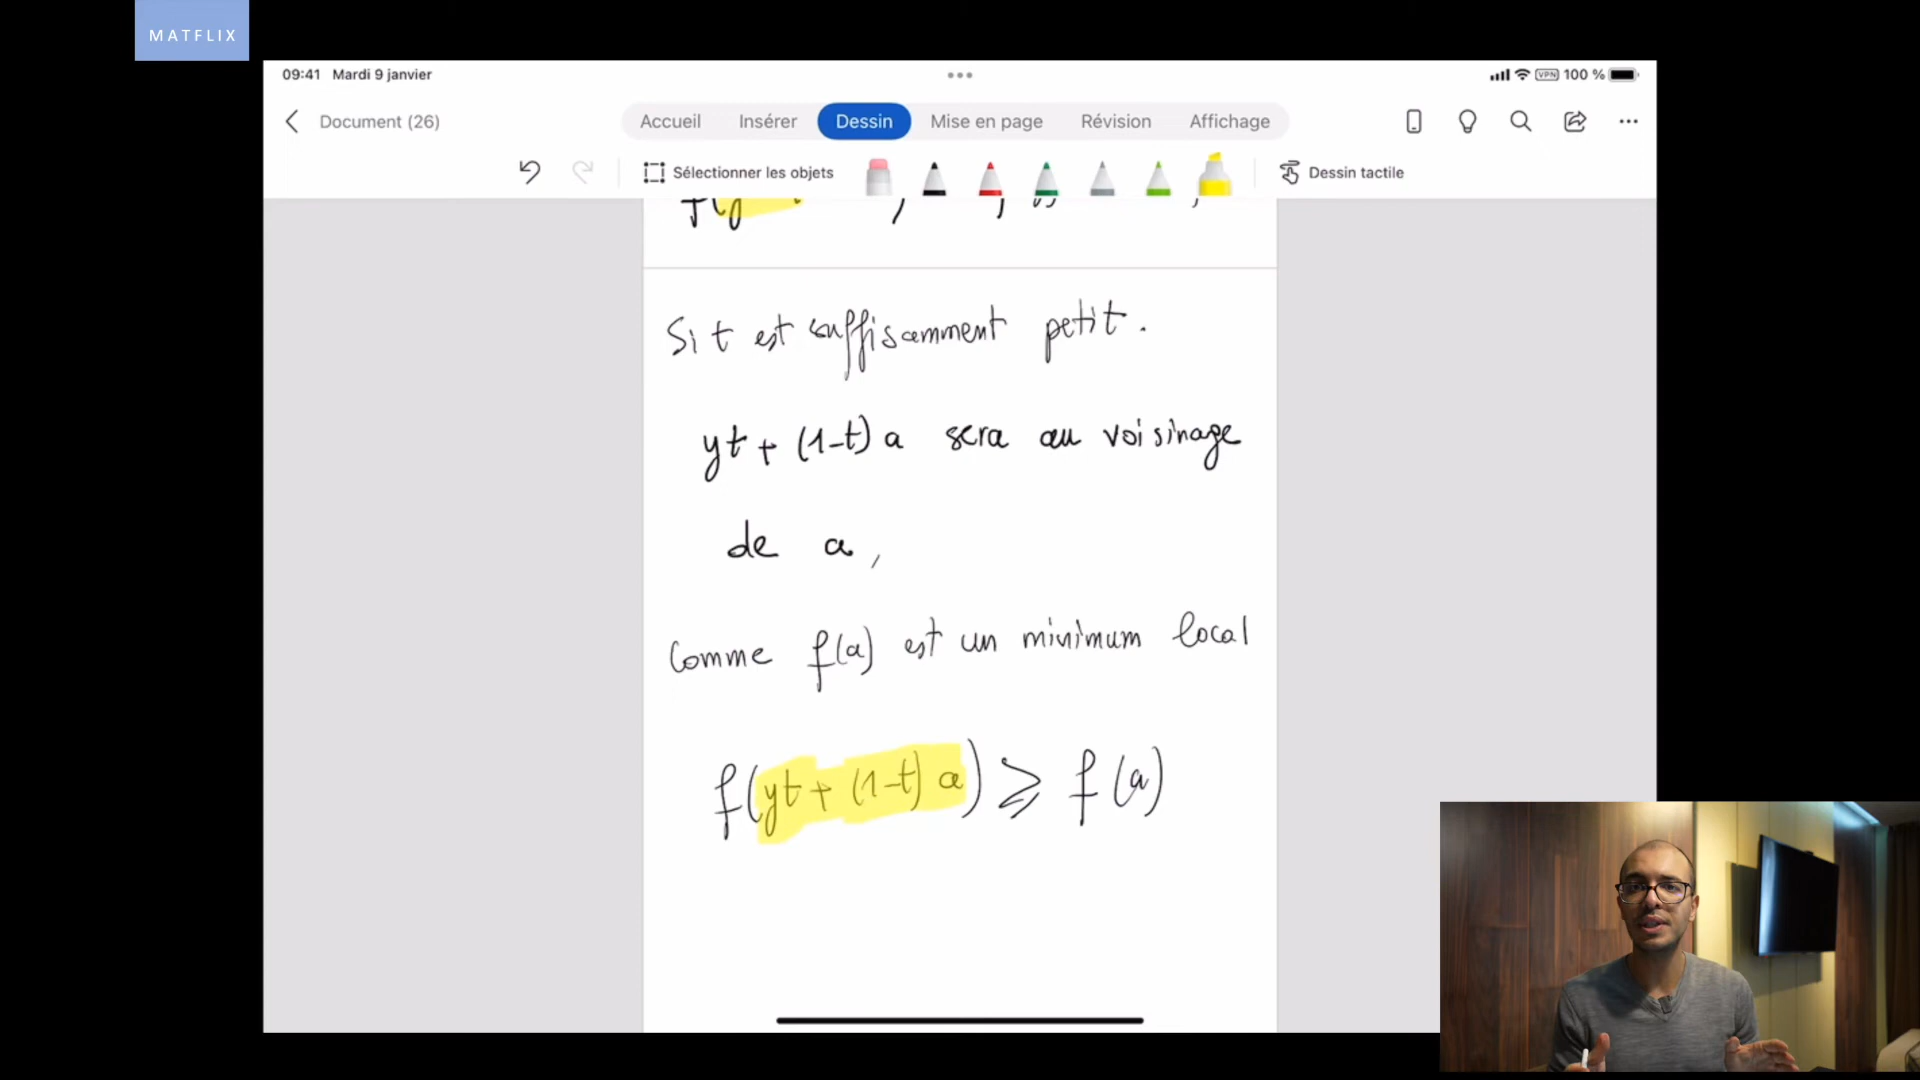 MATFLIX
09:41 Mardi 9 janvier
VPN 100 %
Document (26)
Accueil Insérer Dessin Mise en page Révision Affichage
Sélectionner les objets
Dessin tactile
Si t est suffisamment petit.
yt + (1-t) a sera au voisinage
de a,
Comme f(a) est un minimum local
f(yt + (1-t) a) ⩾ f(a)